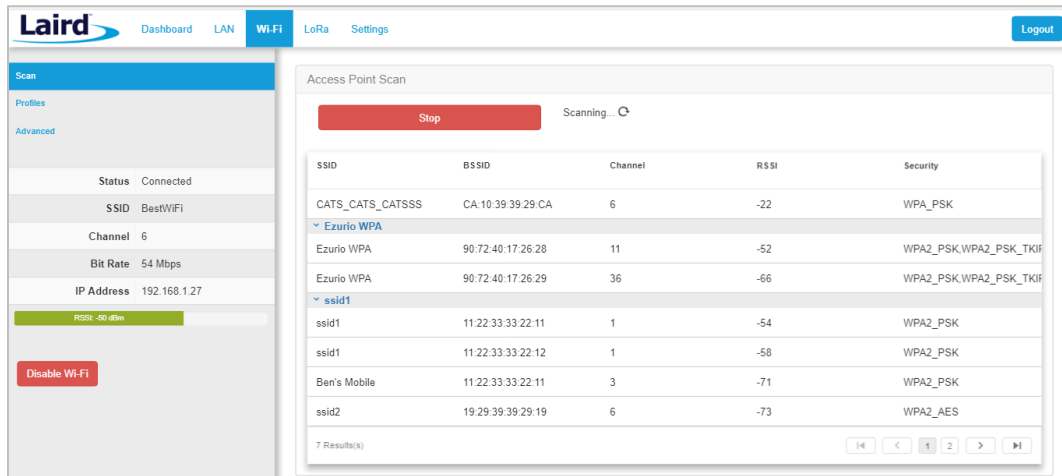 Laird Dashboard LAN Wi-Fi LoRa Settings Logout
Scan
Profiles
Advanced
Status Connected
SSID BestWiFi
Channel 6
Bit Rate 54 Mbps
IP Address 192.168.1.27
RSSI: -50 dBm
Disable Wi-Fi
Access Point Scan
Stop Scanning...
SSID BSSID Channel RSSI Security
CATS_CATS_CATSSS CA:10:39:39:29:CA 6 -22 WPA_PSK
Ezurio WPA
Ezurio WPA 90:72:40:17:26:28 11 -52 WPA2_PSK,WPA2_PSK_TKIF
Ezurio WPA 90:72:40:17:26:29 36 -66 WPA2_PSK,WPA2_PSK_TKIF
ssid1
ssid1 11:22:33:33:22:11 1 -54 WPA2_PSK
ssid1 11:22:33:33:22:12 1 -58 WPA2_PSK
Ben's Mobile 11:22:33:33:22:11 3 -71 WPA2_PSK
ssid2 19:29:39:39:29:19 6 -73 WPA2_AES
7 Results(s) 1 2